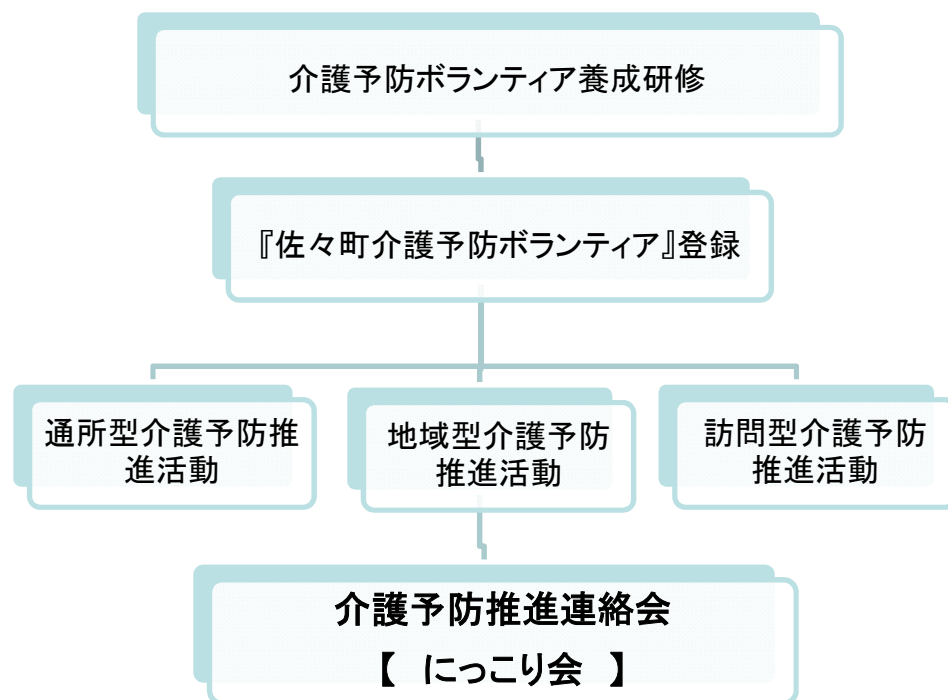 介護予防ボランティア養成研修
『佐々町介護予防ボランティア』登録
通所型介護予防推
進活動
地域型介護予防
推進活動
訪問型介護予防
推進活動
介護予防推進連絡会
【　にっこり会　】